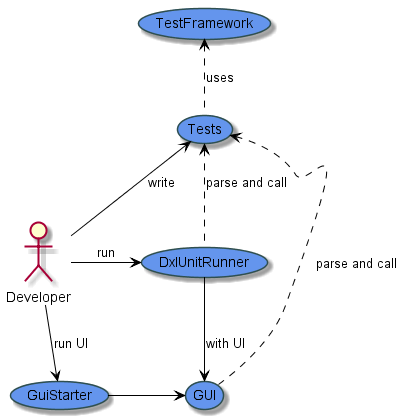 TestFramework
uses
Tests
write
parse and call
run
DxlUnitRunner
parse and call
Developer
run UI
with UI
GuiStarter
GUI